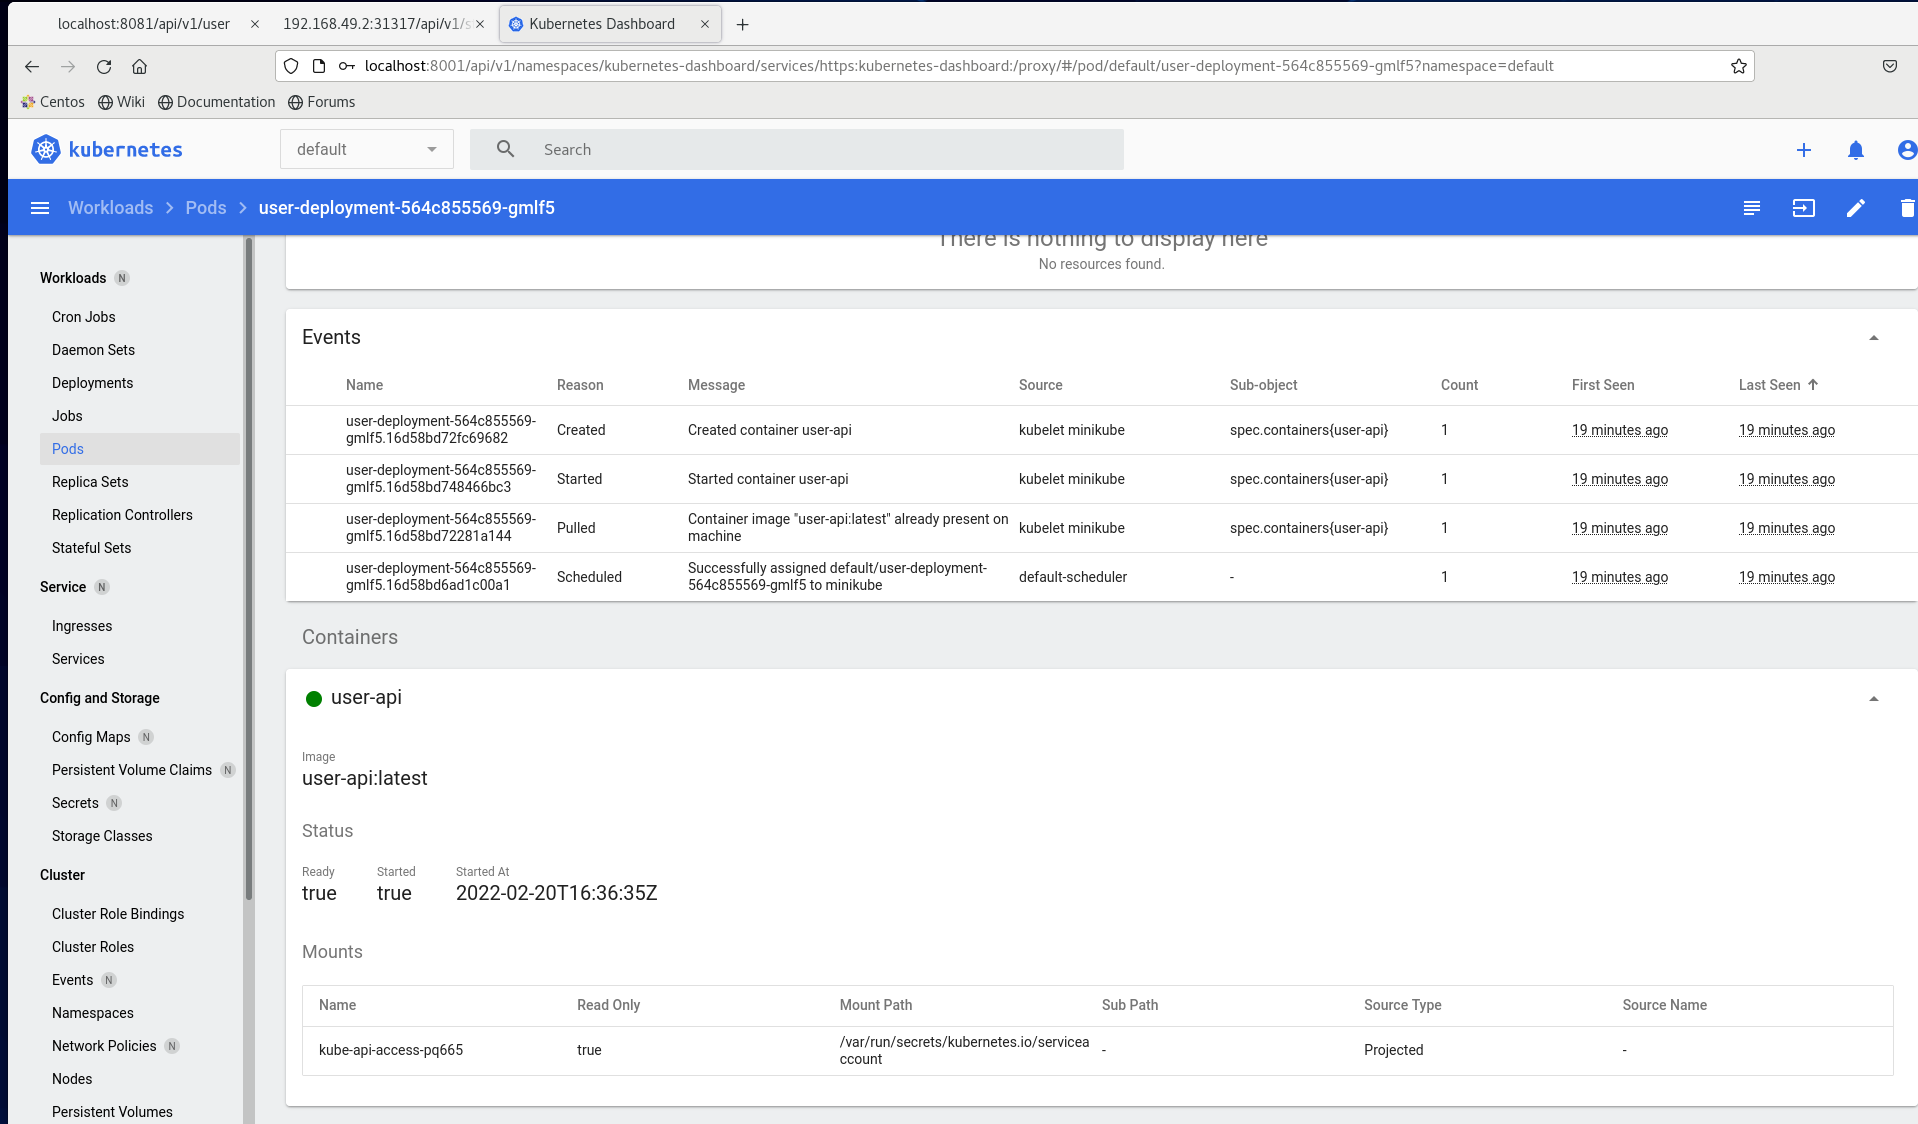 localhost:8081/api/v1/user
192.168.49.2:31317/api/v1/s
Kubernetes Dashboard
localhost:8001/api/v1/namespaces/kubernetes-dashboard/services/https:kubernetes-dashboard:/proxy/#/pod/default/user-deployment-564c855569-gmlf5?namespace=default
Centos Wiki Documentation Forums
kubernetes
default
Search
Workloads > Pods > user-deployment-564c855569-gmlf5
Workloads N
Cron Jobs
Daemon Sets
Deployments
Jobs
Pods
Replica Sets
Replication Controllers
Stateful Sets
Service N
Ingresses
Services
Config and Storage
Config Maps N
Persistent Volume Claims N
Secrets N
Storage Classes
Cluster
Cluster Role Bindings
Cluster Roles
Events N
Namespaces
Network Policies N
Nodes
Persistent Volumes
There is nothing to display here
No resources found.
Events
Name Reason Message Source Sub-object Count First Seen Last Seen
user-deployment-564c855569-
gmlf5.16d58bd72fc69682
Created
Created container user-api
kubelet minikube
spec.containers{user-api}
1
19 minutes ago
19 minutes ago
user-deployment-564c855569-
gmlf5.16d58bd748466bc3
Started
Started container user-api
kubelet minikube
spec.containers{user-api}
1
19 minutes ago
19 minutes ago
user-deployment-564c855569-
gmlf5.16d58bd72281a144
Pulled
Container image "user-api:latest" already present on
machine
kubelet minikube
spec.containers{user-api}
1
19 minutes ago
19 minutes ago
user-deployment-564c855569-
gmlf5.16d58bd6ad1c00a1
Scheduled
Successfully assigned default/user-deployment-
564c855569-gmlf5 to minikube
default-scheduler
-
1
19 minutes ago
19 minutes ago
Containers
user-api
Image
user-api:latest
Status
Ready Started Started At
true true 2022-02-20T16:36:35Z
Mounts
Name Read Only Mount Path Sub Path Source Type Source Name
kube-api-access-pq665
true
/var/run/secrets/kubernetes.io/servicea
ccount
-
Projected
-